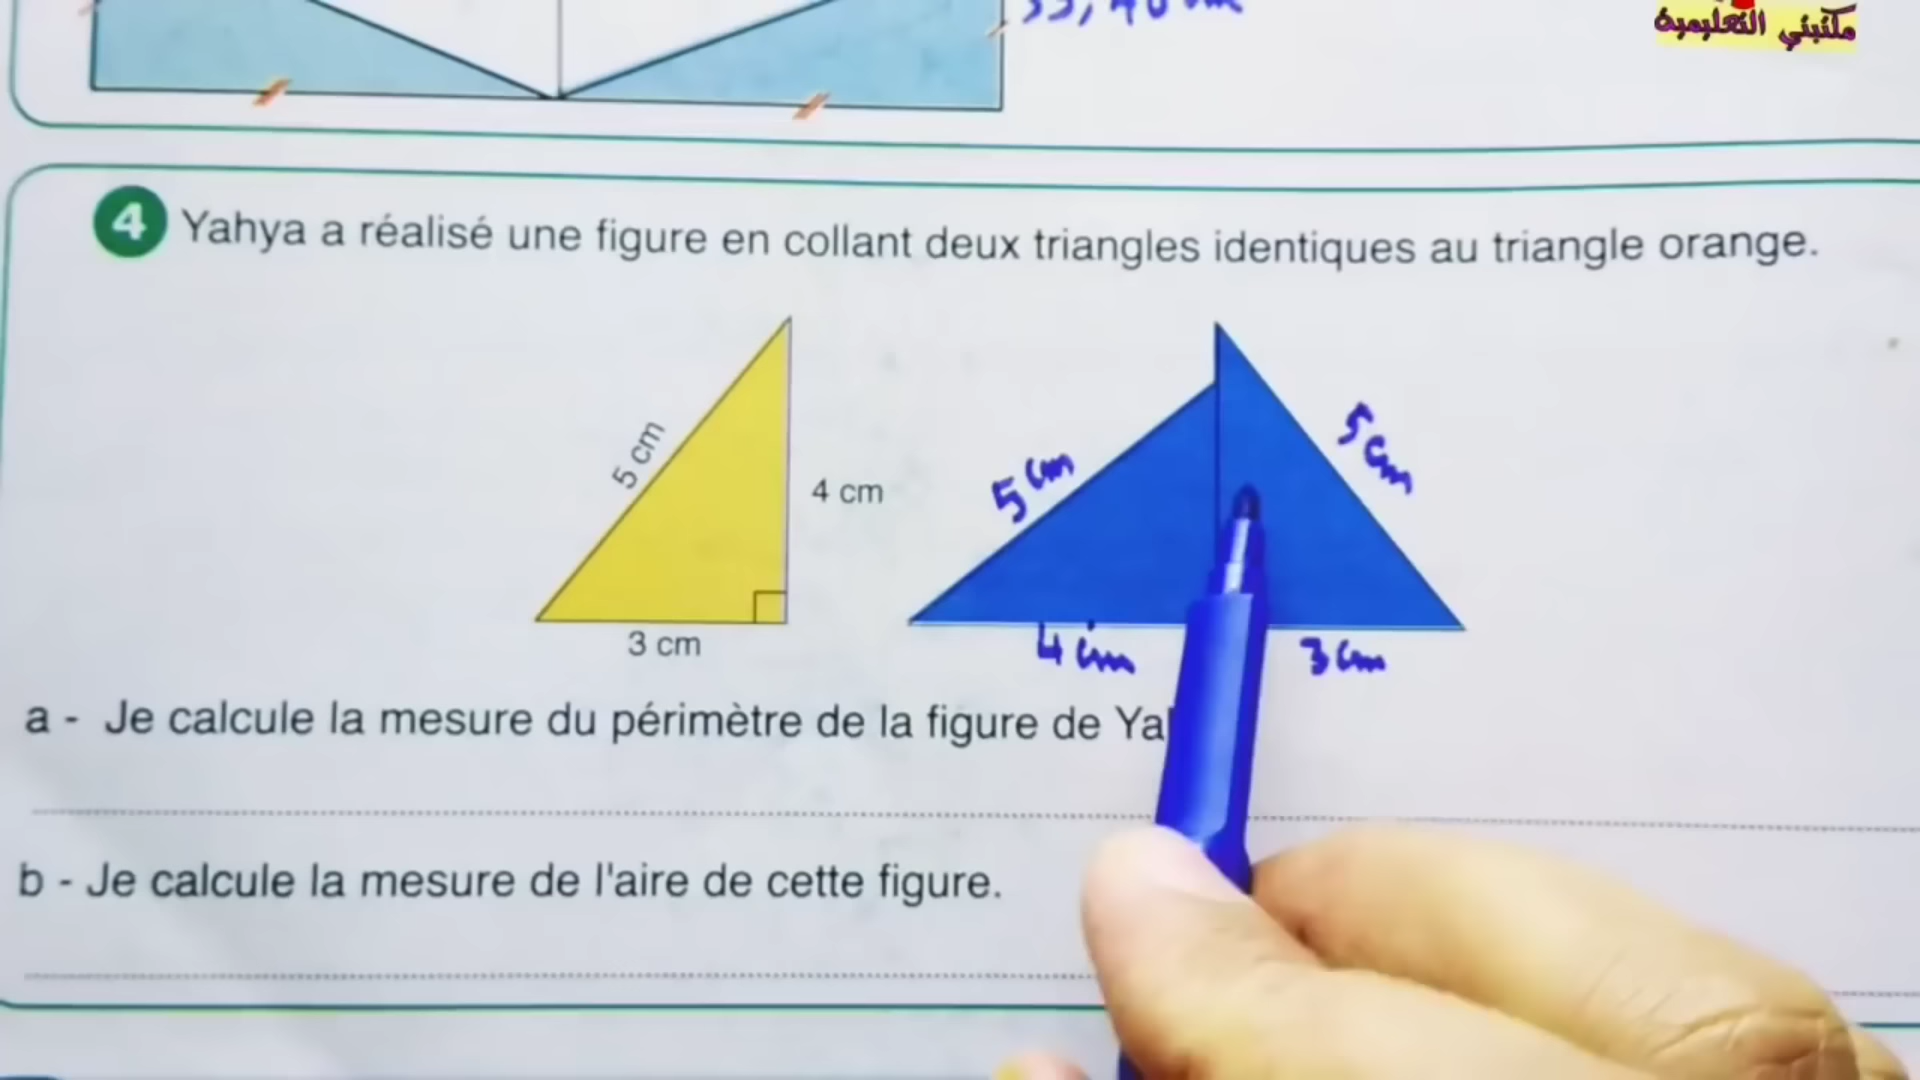 مكتبتي التعليمية
4 Yahya a réalisé une figure en collant deux triangles identiques au triangle orange.
5 cm
4 cm
3 cm
5 cm
5 cm
4 cm
3 cm
a - Je calcule la mesure du périmètre de la figure de
b - Je calcule la mesure de l'aire de cette figure.